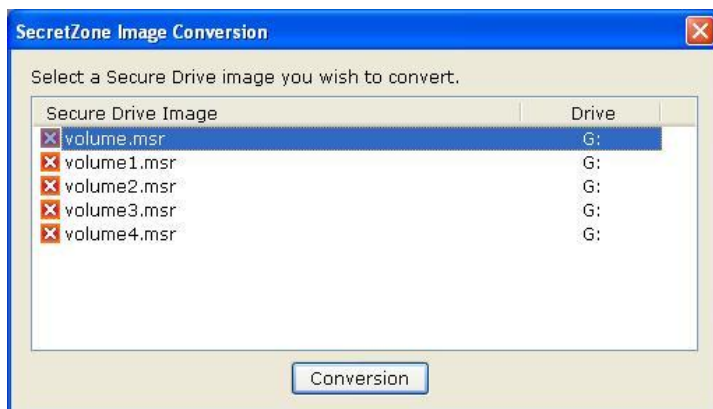 SecretZone Image Conversion
Select a Secure Drive image you wish to convert.
Secure Drive Image Drive
volume.msr G:
volume1.msr G:
volume2.msr G:
volume3.msr G:
volume4.msr G:
Conversion